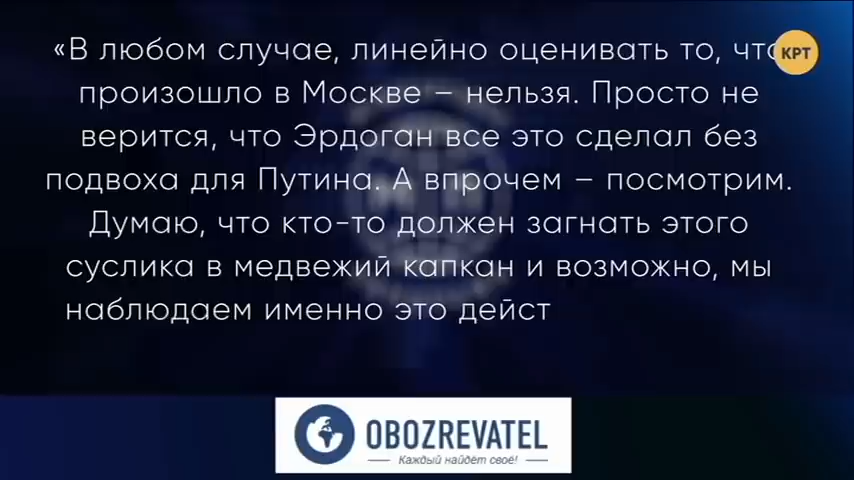 «В любом случае, линейно оценивать то, что
КРТ
произошло в Москве – нельзя. Просто не
верится, что Эрдоган все это сделал без
подвоха для Путина. А впрочем – посмотрим.
Думаю, что кто-то должен загнать этого
суслика в медвежий капкан и возможно, мы
наблюдаем именно это дейст
OBOZREVATEL
Каждый найдёт своё!